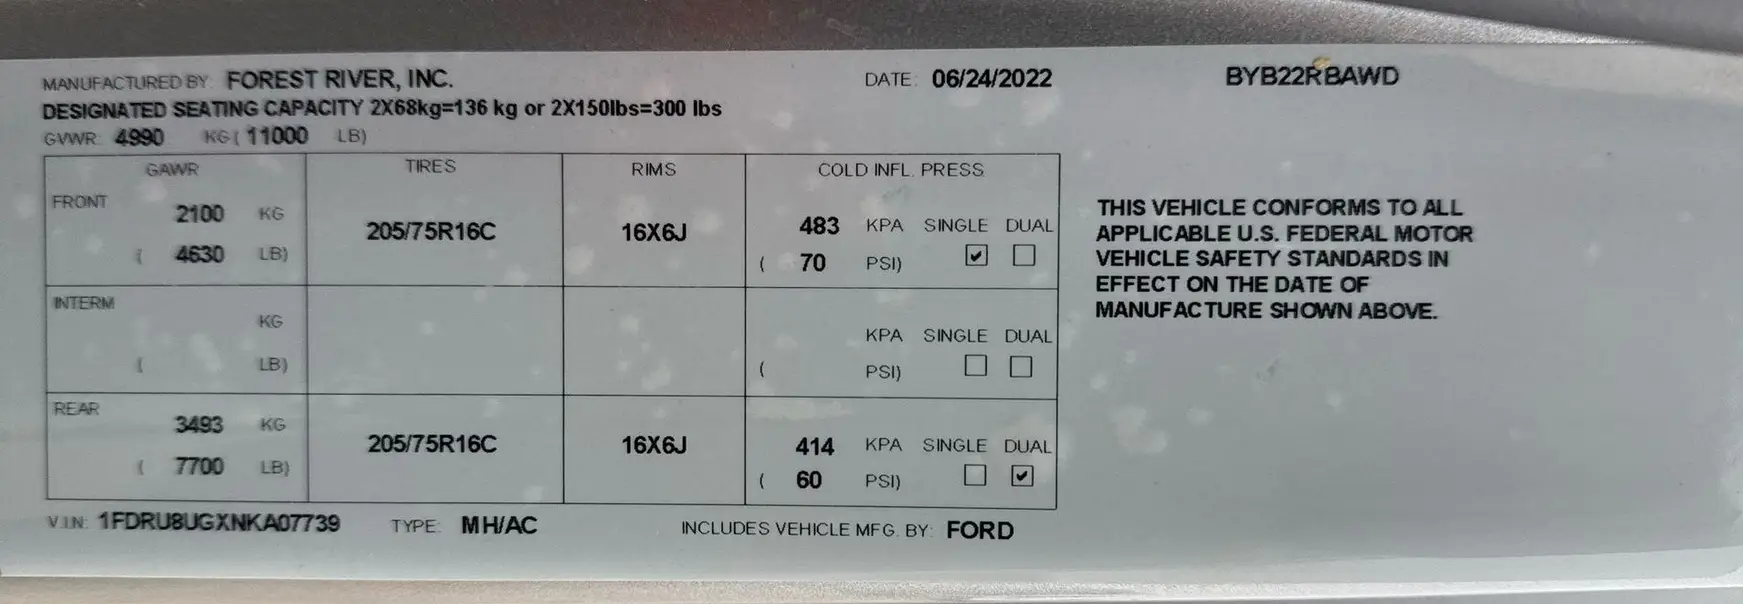 MANUFACTURED BY: FOREST RIVER, INC. DATE: 06/24/2022 BYB22RBAWD
DESIGNATED SEATING CAPACITY 2X68kg=136 kg or 2X150lbs=300 lbs
GVWR: 4990 KG ( 11000 LB)
GAWR TIRES RIMS COLD INFL. PRESS.
FRONT
2100 KG 205/75R16C 16X6J 483 KPA SINGLE DUAL
( 4630 LB) ( 70 PSI) ☑ ☐
INTERM
KG KPA SINGLE DUAL
( LB) ( PSI) ☐ ☐
REAR
3493 KG 205/75R16C 16X6J 414 KPA SINGLE DUAL
( 7700 LB) ( 60 PSI) ☐ ☑
V.I.N: 1FDRU8UGXNKA07739 TYPE: MH/AC INCLUDES VEHICLE MFG. BY: FORD
THIS VEHICLE CONFORMS TO ALL
APPLICABLE U.S. FEDERAL MOTOR
VEHICLE SAFETY STANDARDS IN
EFFECT ON THE DATE OF
MANUFACTURE SHOWN ABOVE.